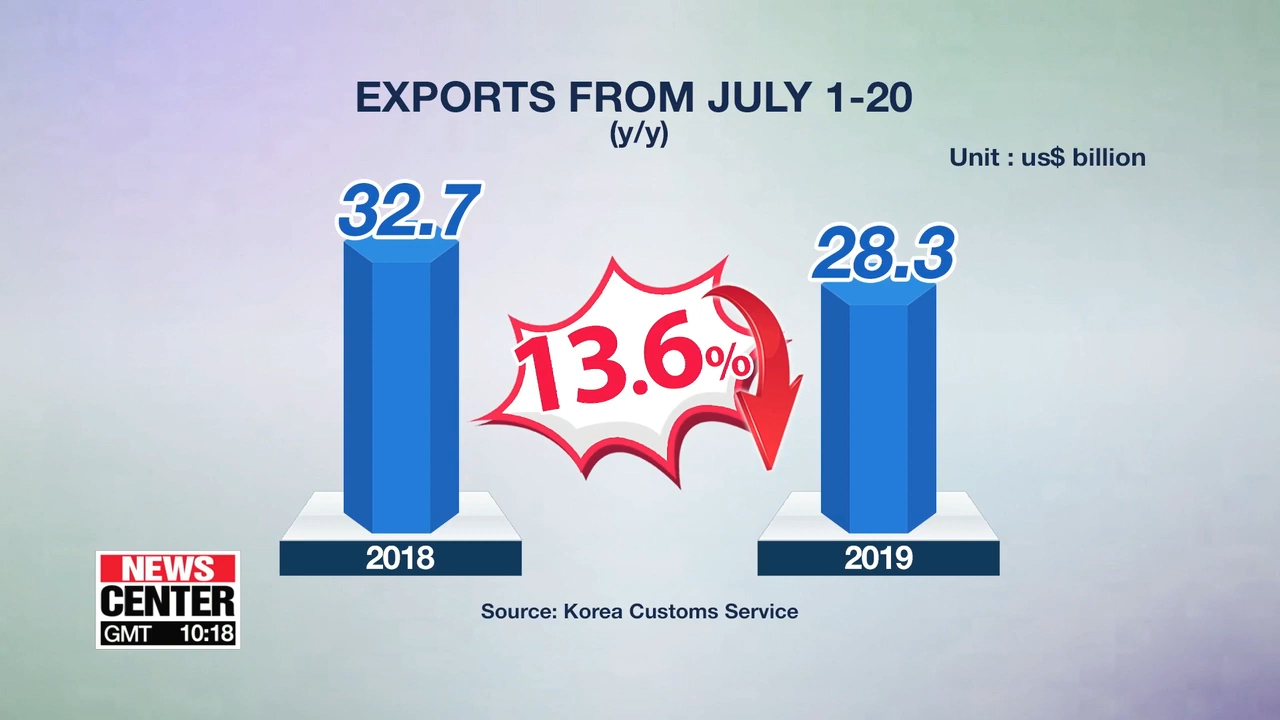 EXPORTS FROM JULY 1-20
(y/y)
Unit : us$ billion
32.7
28.3
13.6%
2018
2019
Source: Korea Customs Service
NEWS
CENTER
GMT 10:18